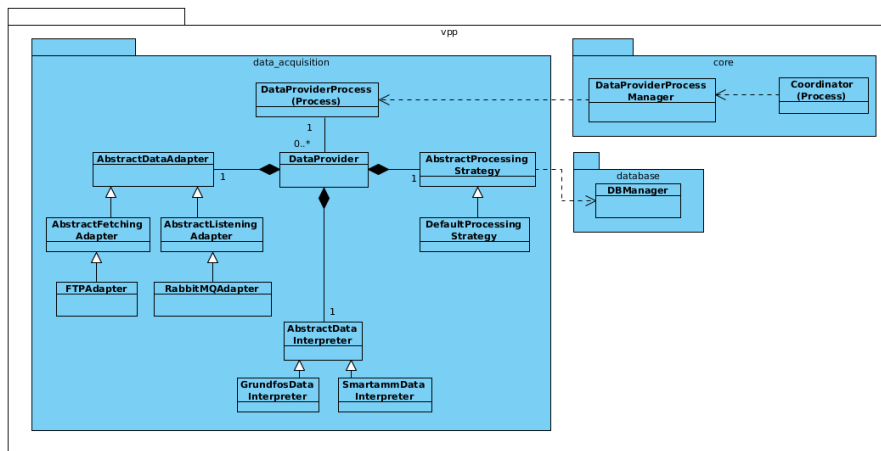 vpp
data_acquisition
core
DataProviderProcess
(Process)
DataProviderProcess
Manager
Coordinator
(Process)
1
0..*
AbstractDataAdapter
1
DataProvider
1
AbstractProcessing
Strategy
database
DBManager
AbstractFetching
Adapter
AbstractListening
Adapter
DefaultProcessing
Strategy
FTPAdapter
RabbitMQAdapter
1
AbstractData
Interpreter
GrundfosData
Interpreter
SmartammData
Interpreter